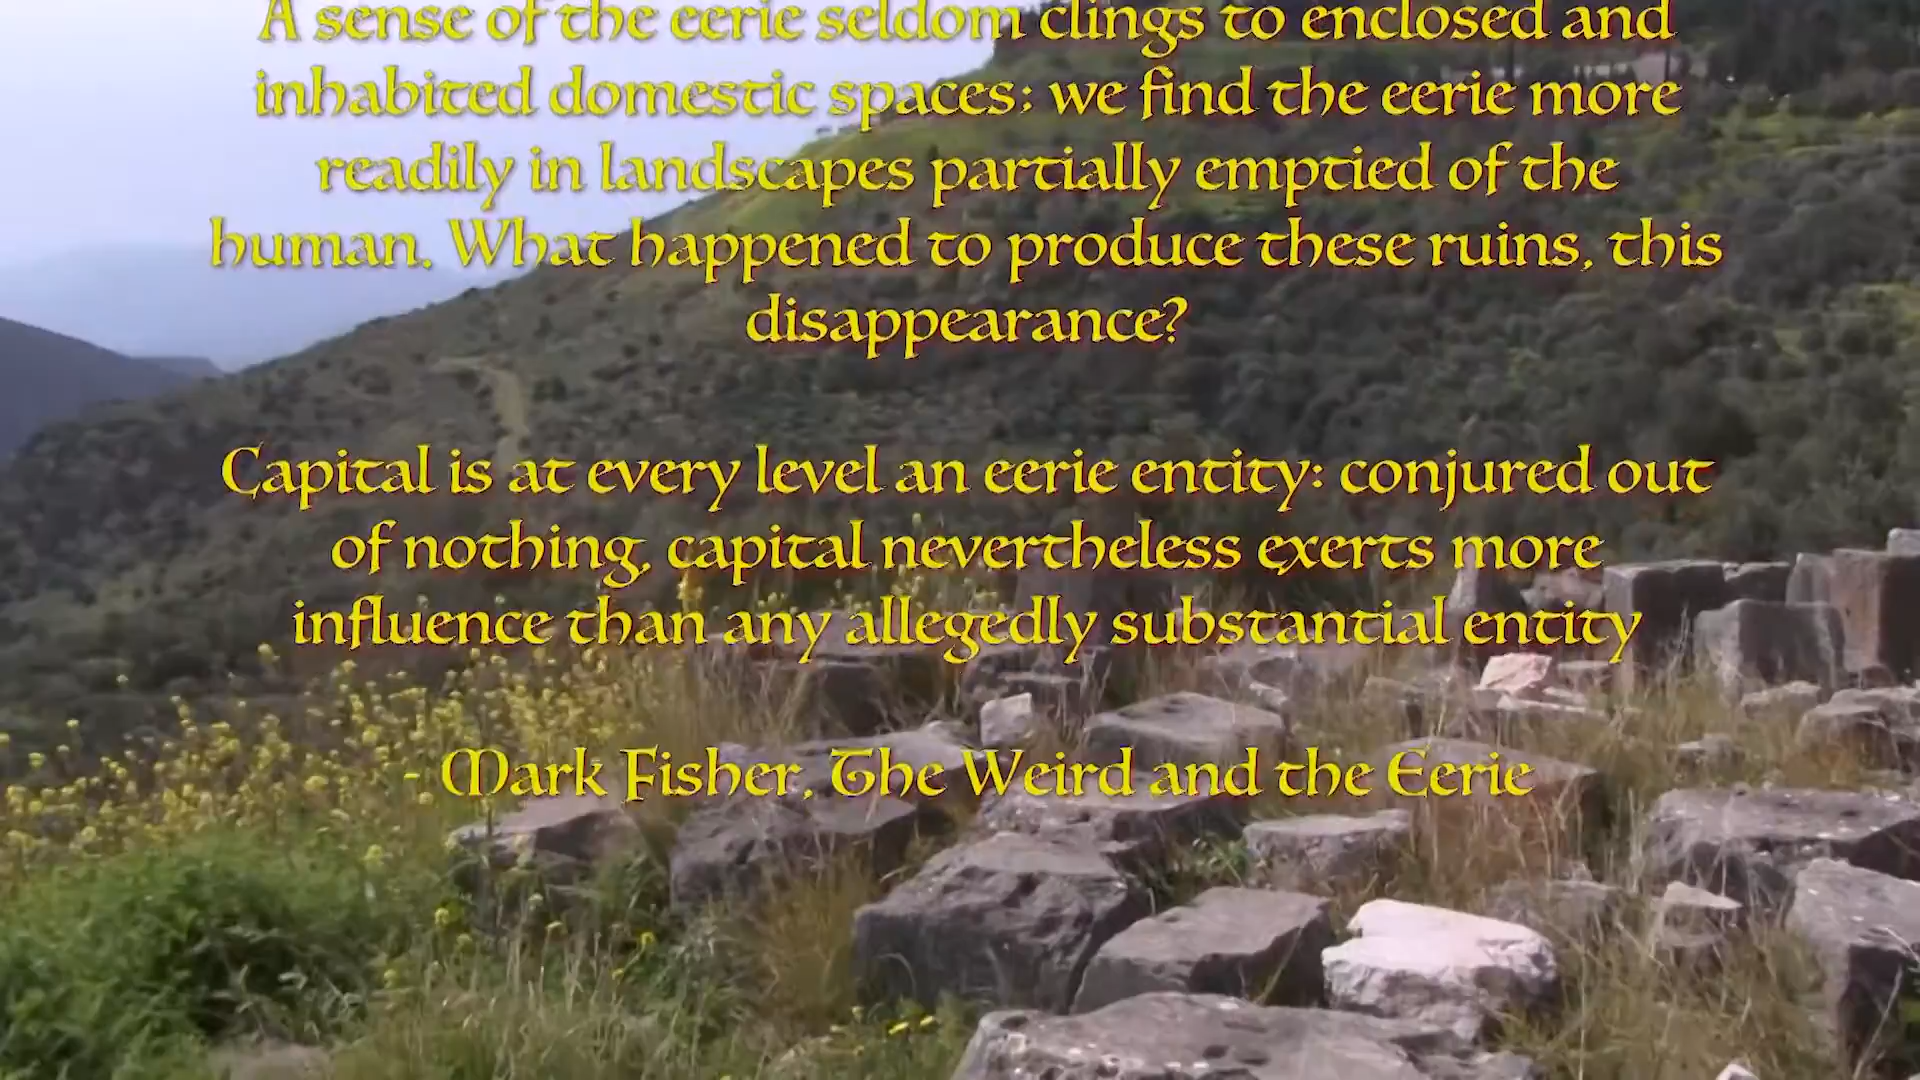 A sense of the eerie seldom clings to enclosed and
inhabited domestic spaces; we find the eerie more
readily in landscapes partially emptied of the
human. What happened to produce these ruins, this
disappearance?
Capital is at every level an eerie entity: conjured out
of nothing, capital nevertheless exerts more
influence than any allegedly substantial entity
- Mark Fisher, The Weird and the Eerie